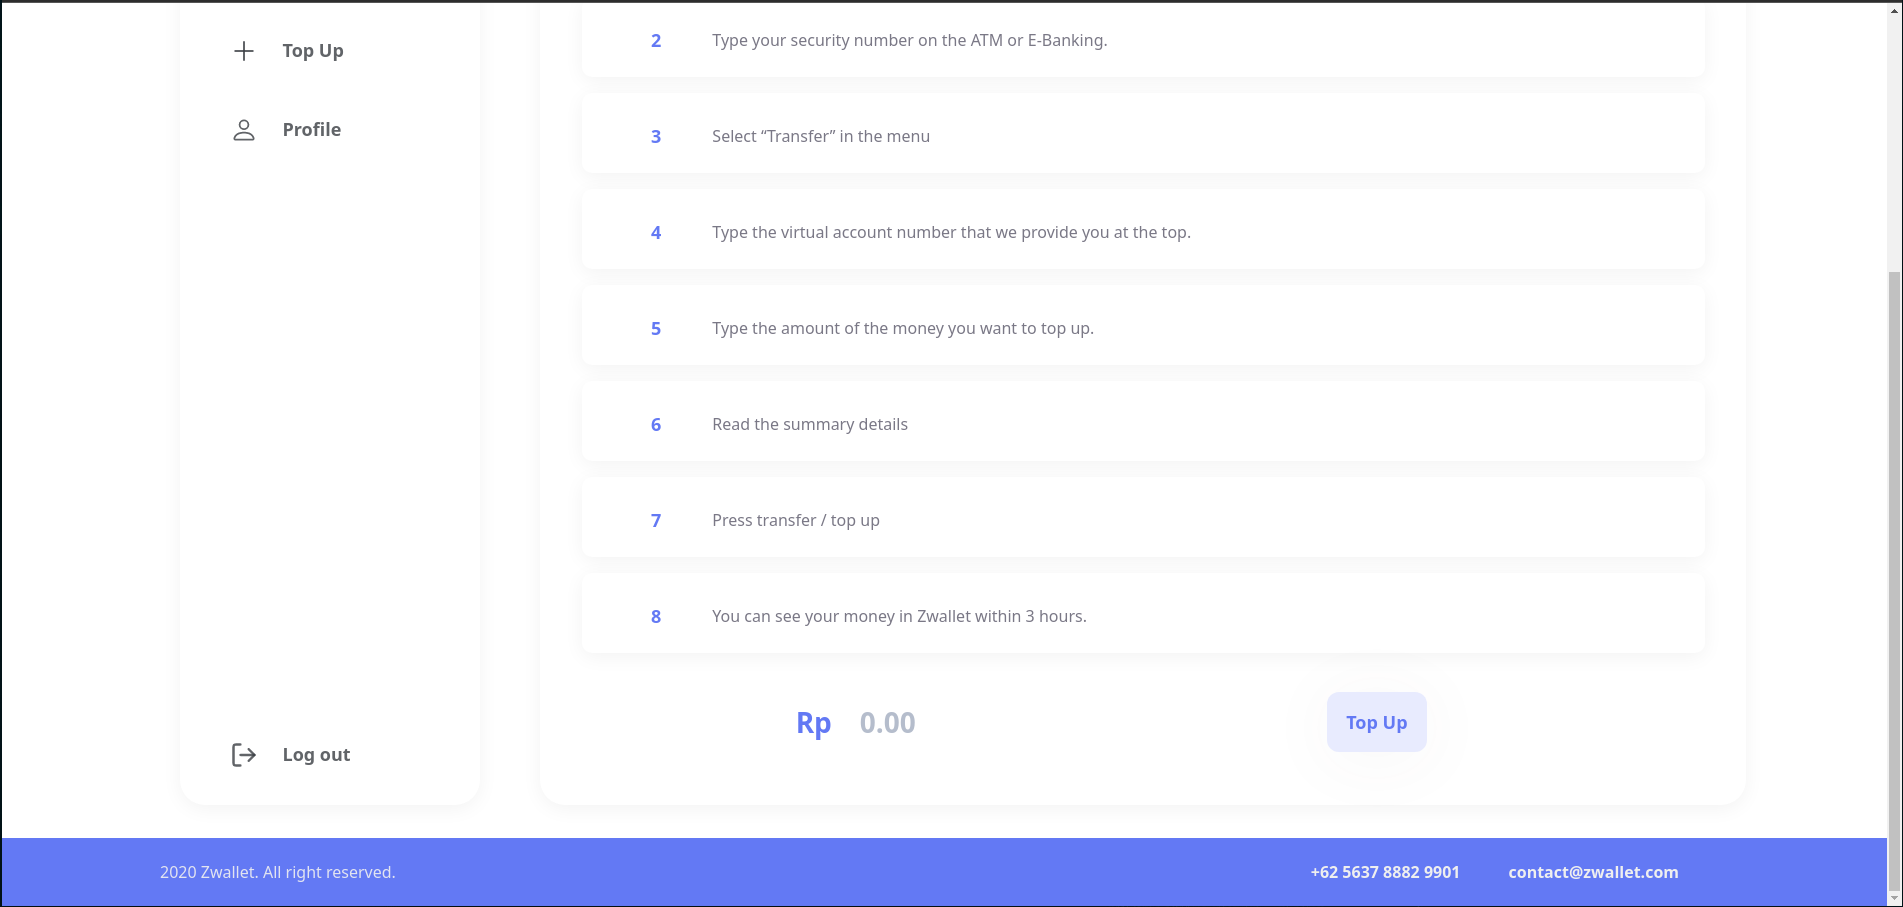 Top Up
Profile
Log out
2 Type your security number on the ATM or E-Banking.
3 Select “Transfer” in the menu
4 Type the virtual account number that we provide you at the top.
5 Type the amount of the money you want to top up.
6 Read the summary details
7 Press transfer / top up
8 You can see your money in Zwallet within 3 hours.
Rp 0.00 Top Up
2020 Zwallet. All right reserved. +62 5637 8882 9901 contact@zwallet.com